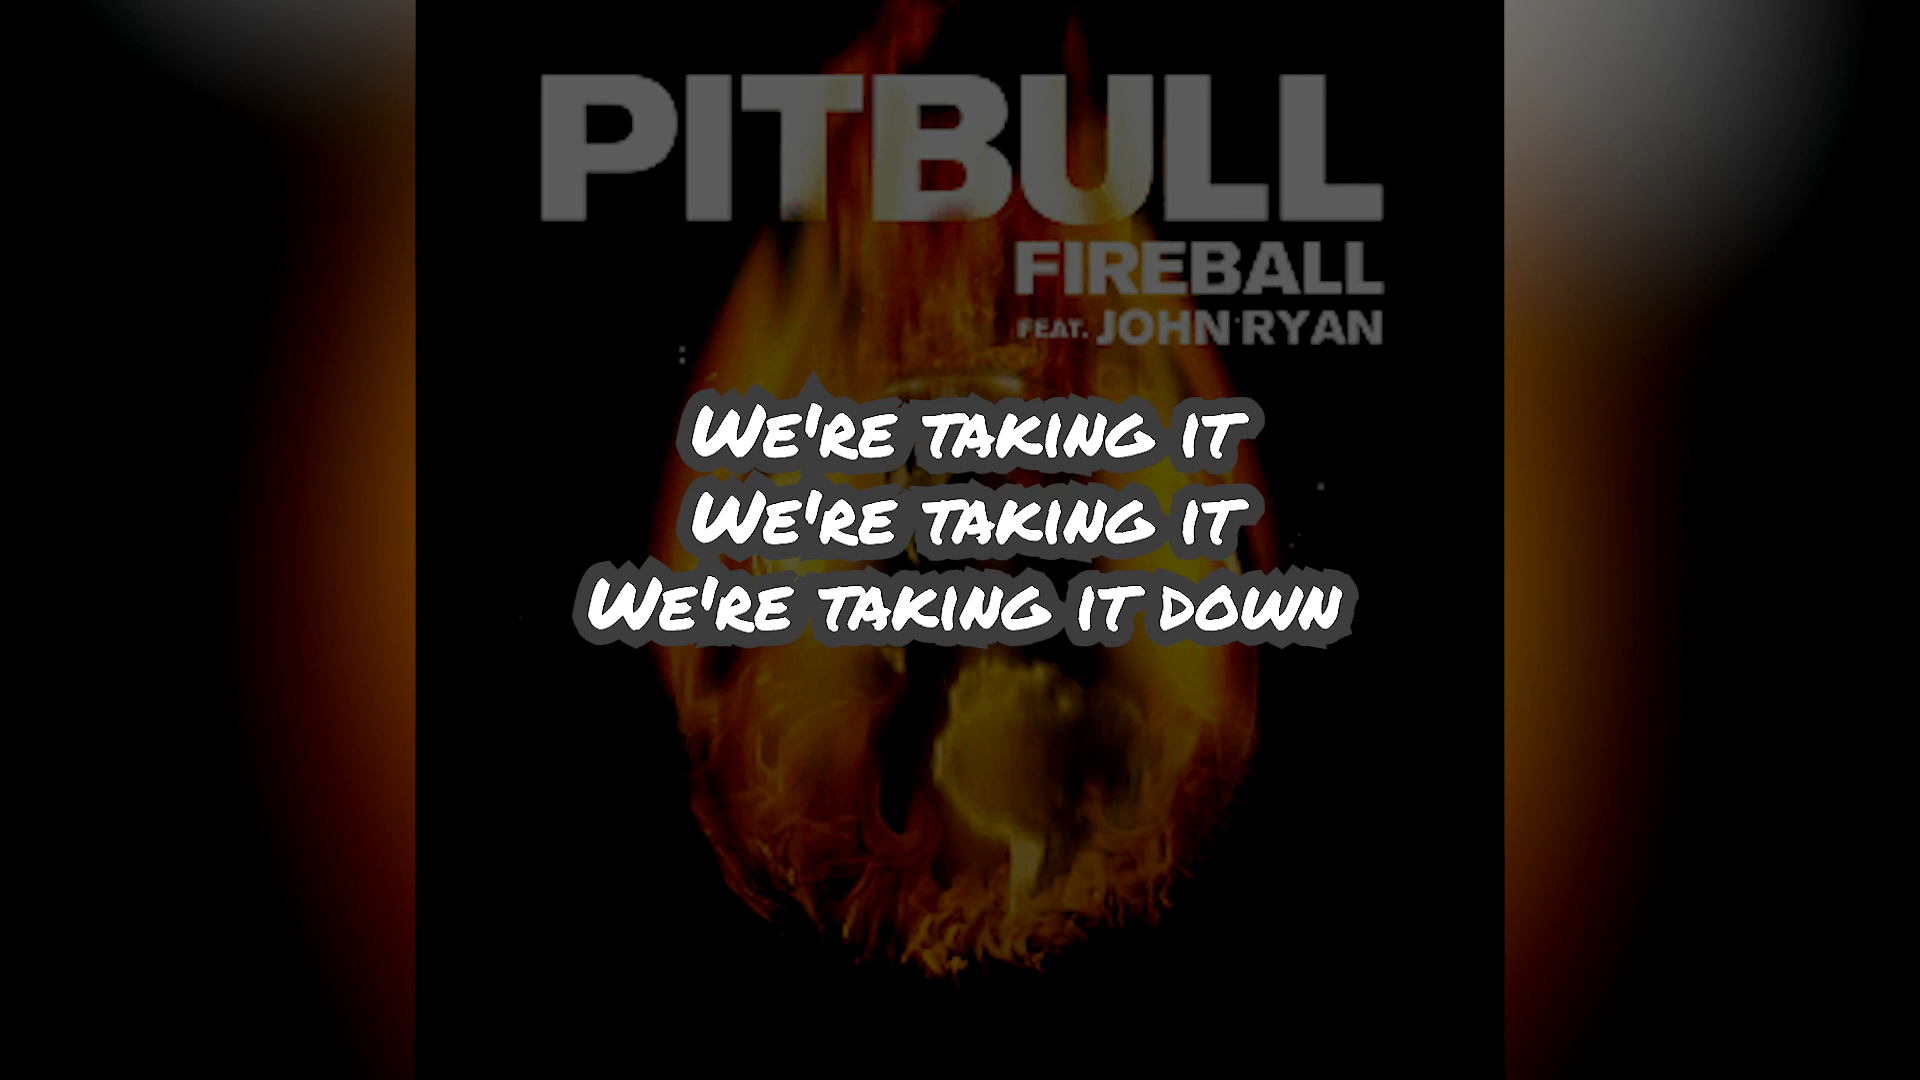 PITBULL
FIREBALL
FEAT. JOHN RYAN
WE'RE TAKING IT
WE'RE TAKING IT
WE'RE TAKING IT DOWN